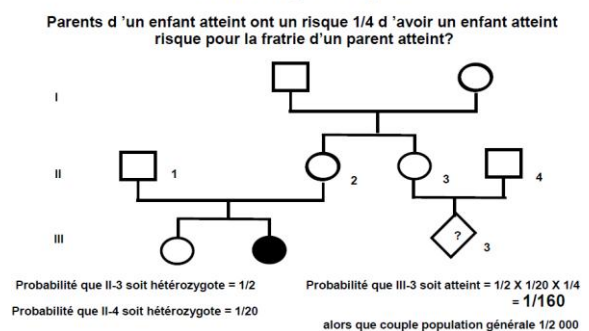 Parents d 'un enfant atteint ont un risque 1/4 d 'avoir un enfant atteint
risque pour la fratrie d'un parent atteint?
I
II
1
2
3
4
III
?
3
Probabilité que II-3 soit hétérozygote = 1/2
Probabilité que III-3 soit atteint = 1/2 X 1/20 X 1/4
= 1/160
Probabilité que II-4 soit hétérozygote = 1/20
alors que couple population générale 1/2 000